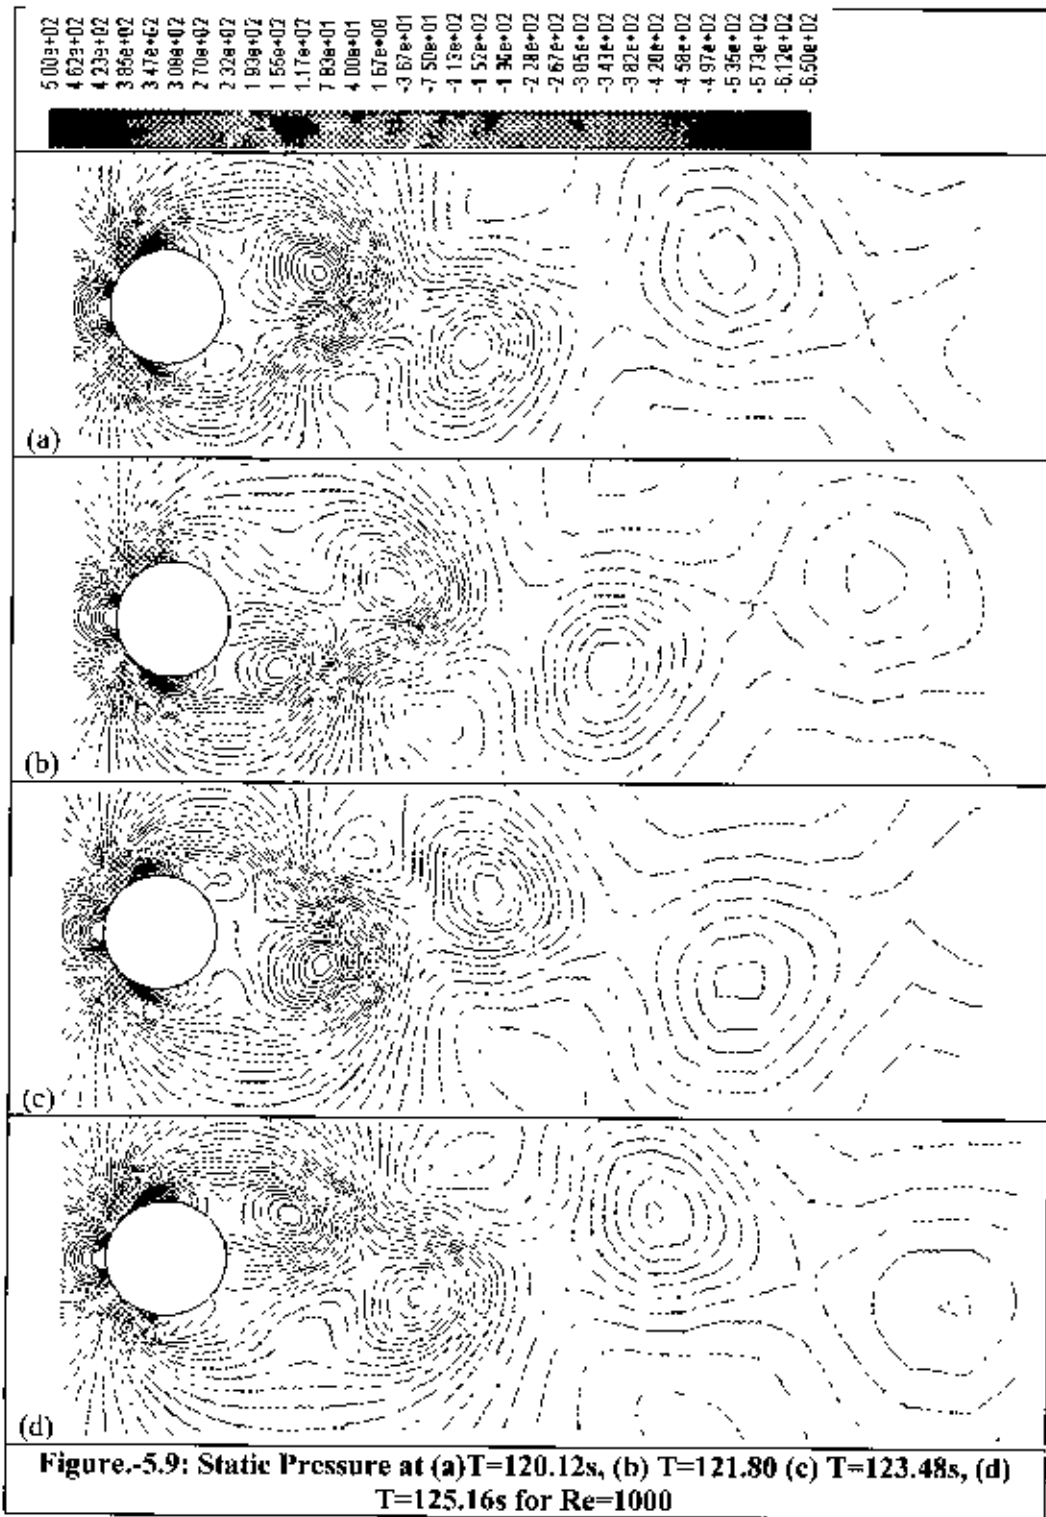 5.00e+02
4.62e+02
4.23e+02
3.85e+02
3.47e+02
3.08e+02
2.70e+02
2.32e+02
1.93e+02
1.55e+02
1.17e+02
7.83e+01
4.00e+01
1.67e+00
-3.67e+01
-7.50e+01
-1.13e+02
-1.52e+02
-1.90e+02
-2.28e+02
-2.67e+02
-3.05e+02
-3.43e+02
-3.82e+02
-4.20e+02
-4.58e+02
-4.97e+02
-5.35e+02
-5.73e+02
-6.12e+02
-6.50e+02
(a)
(b)
(c)
(d)
Figure.-5.9: Static Pressure at (a)T=120.12s, (b) T=121.80 (c) T=123.48s, (d)
T=125.16s for Re=1000